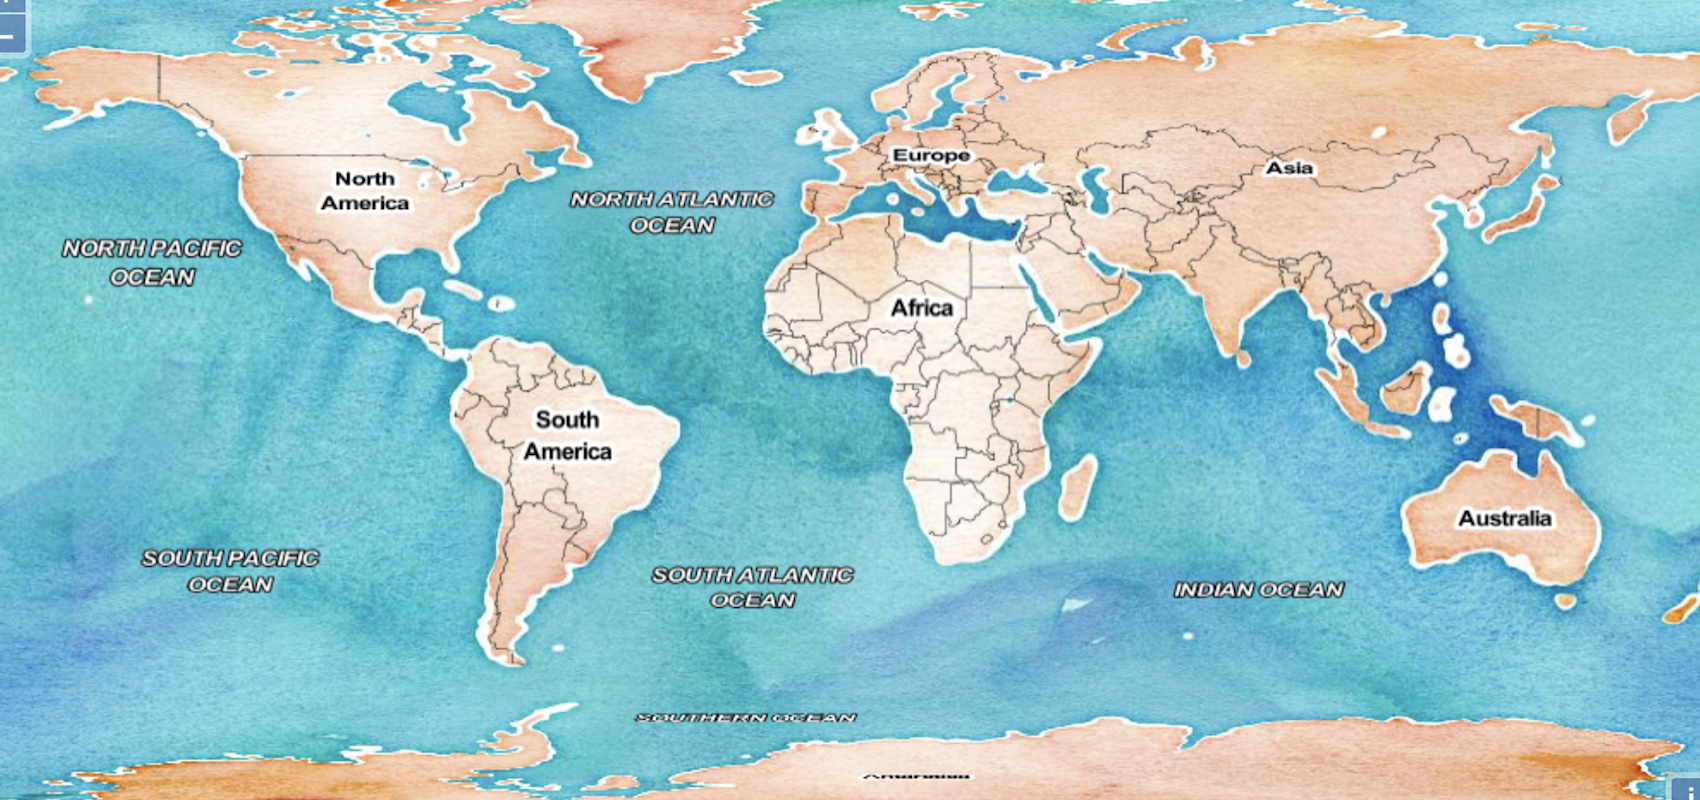 Europe
Asia
North
America
NORTH ATLANTIC
OCEAN
NORTH PACIFIC
OCEAN
Africa
South
America
Australia
SOUTH PACIFIC
OCEAN
SOUTH ATLANTIC
OCEAN
INDIAN OCEAN
SOUTHERN OCEAN